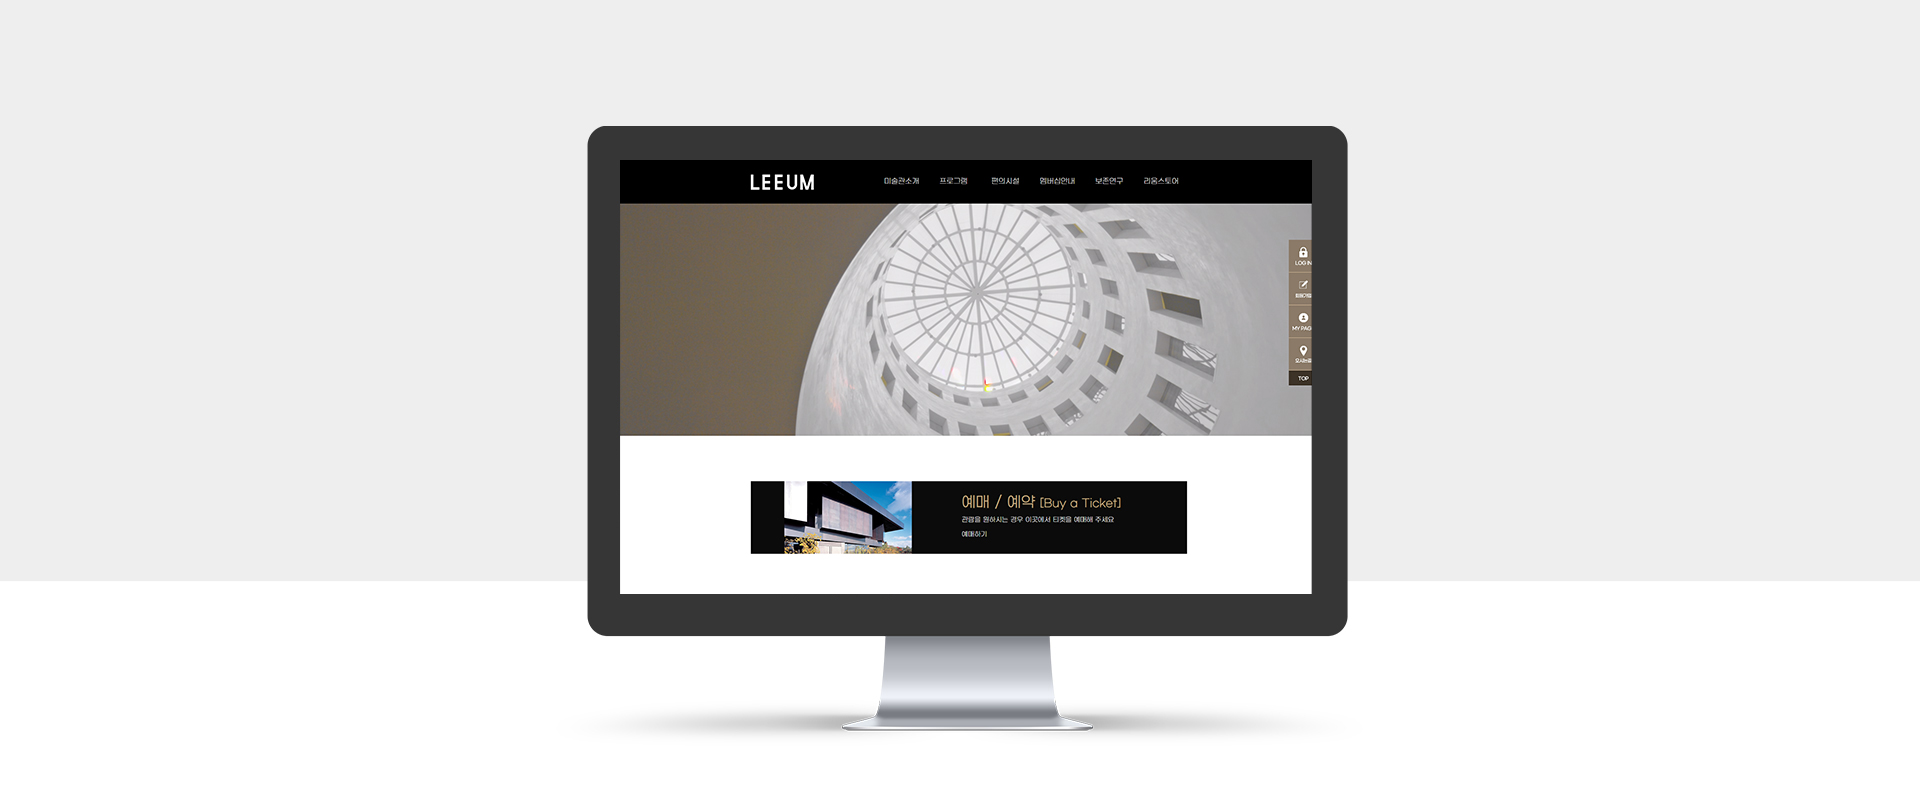 LEEUM
미술관소개 프로그램 편의시설 멤버십안내 보존연구 리움스토어
LOG IN
회원가입
MY PAG
오시는길
TOP
예매 / 예약 [Buy a Ticket]
관람을 원하시는 경우 이곳에서 티켓을 예매해 주세요
예매하기